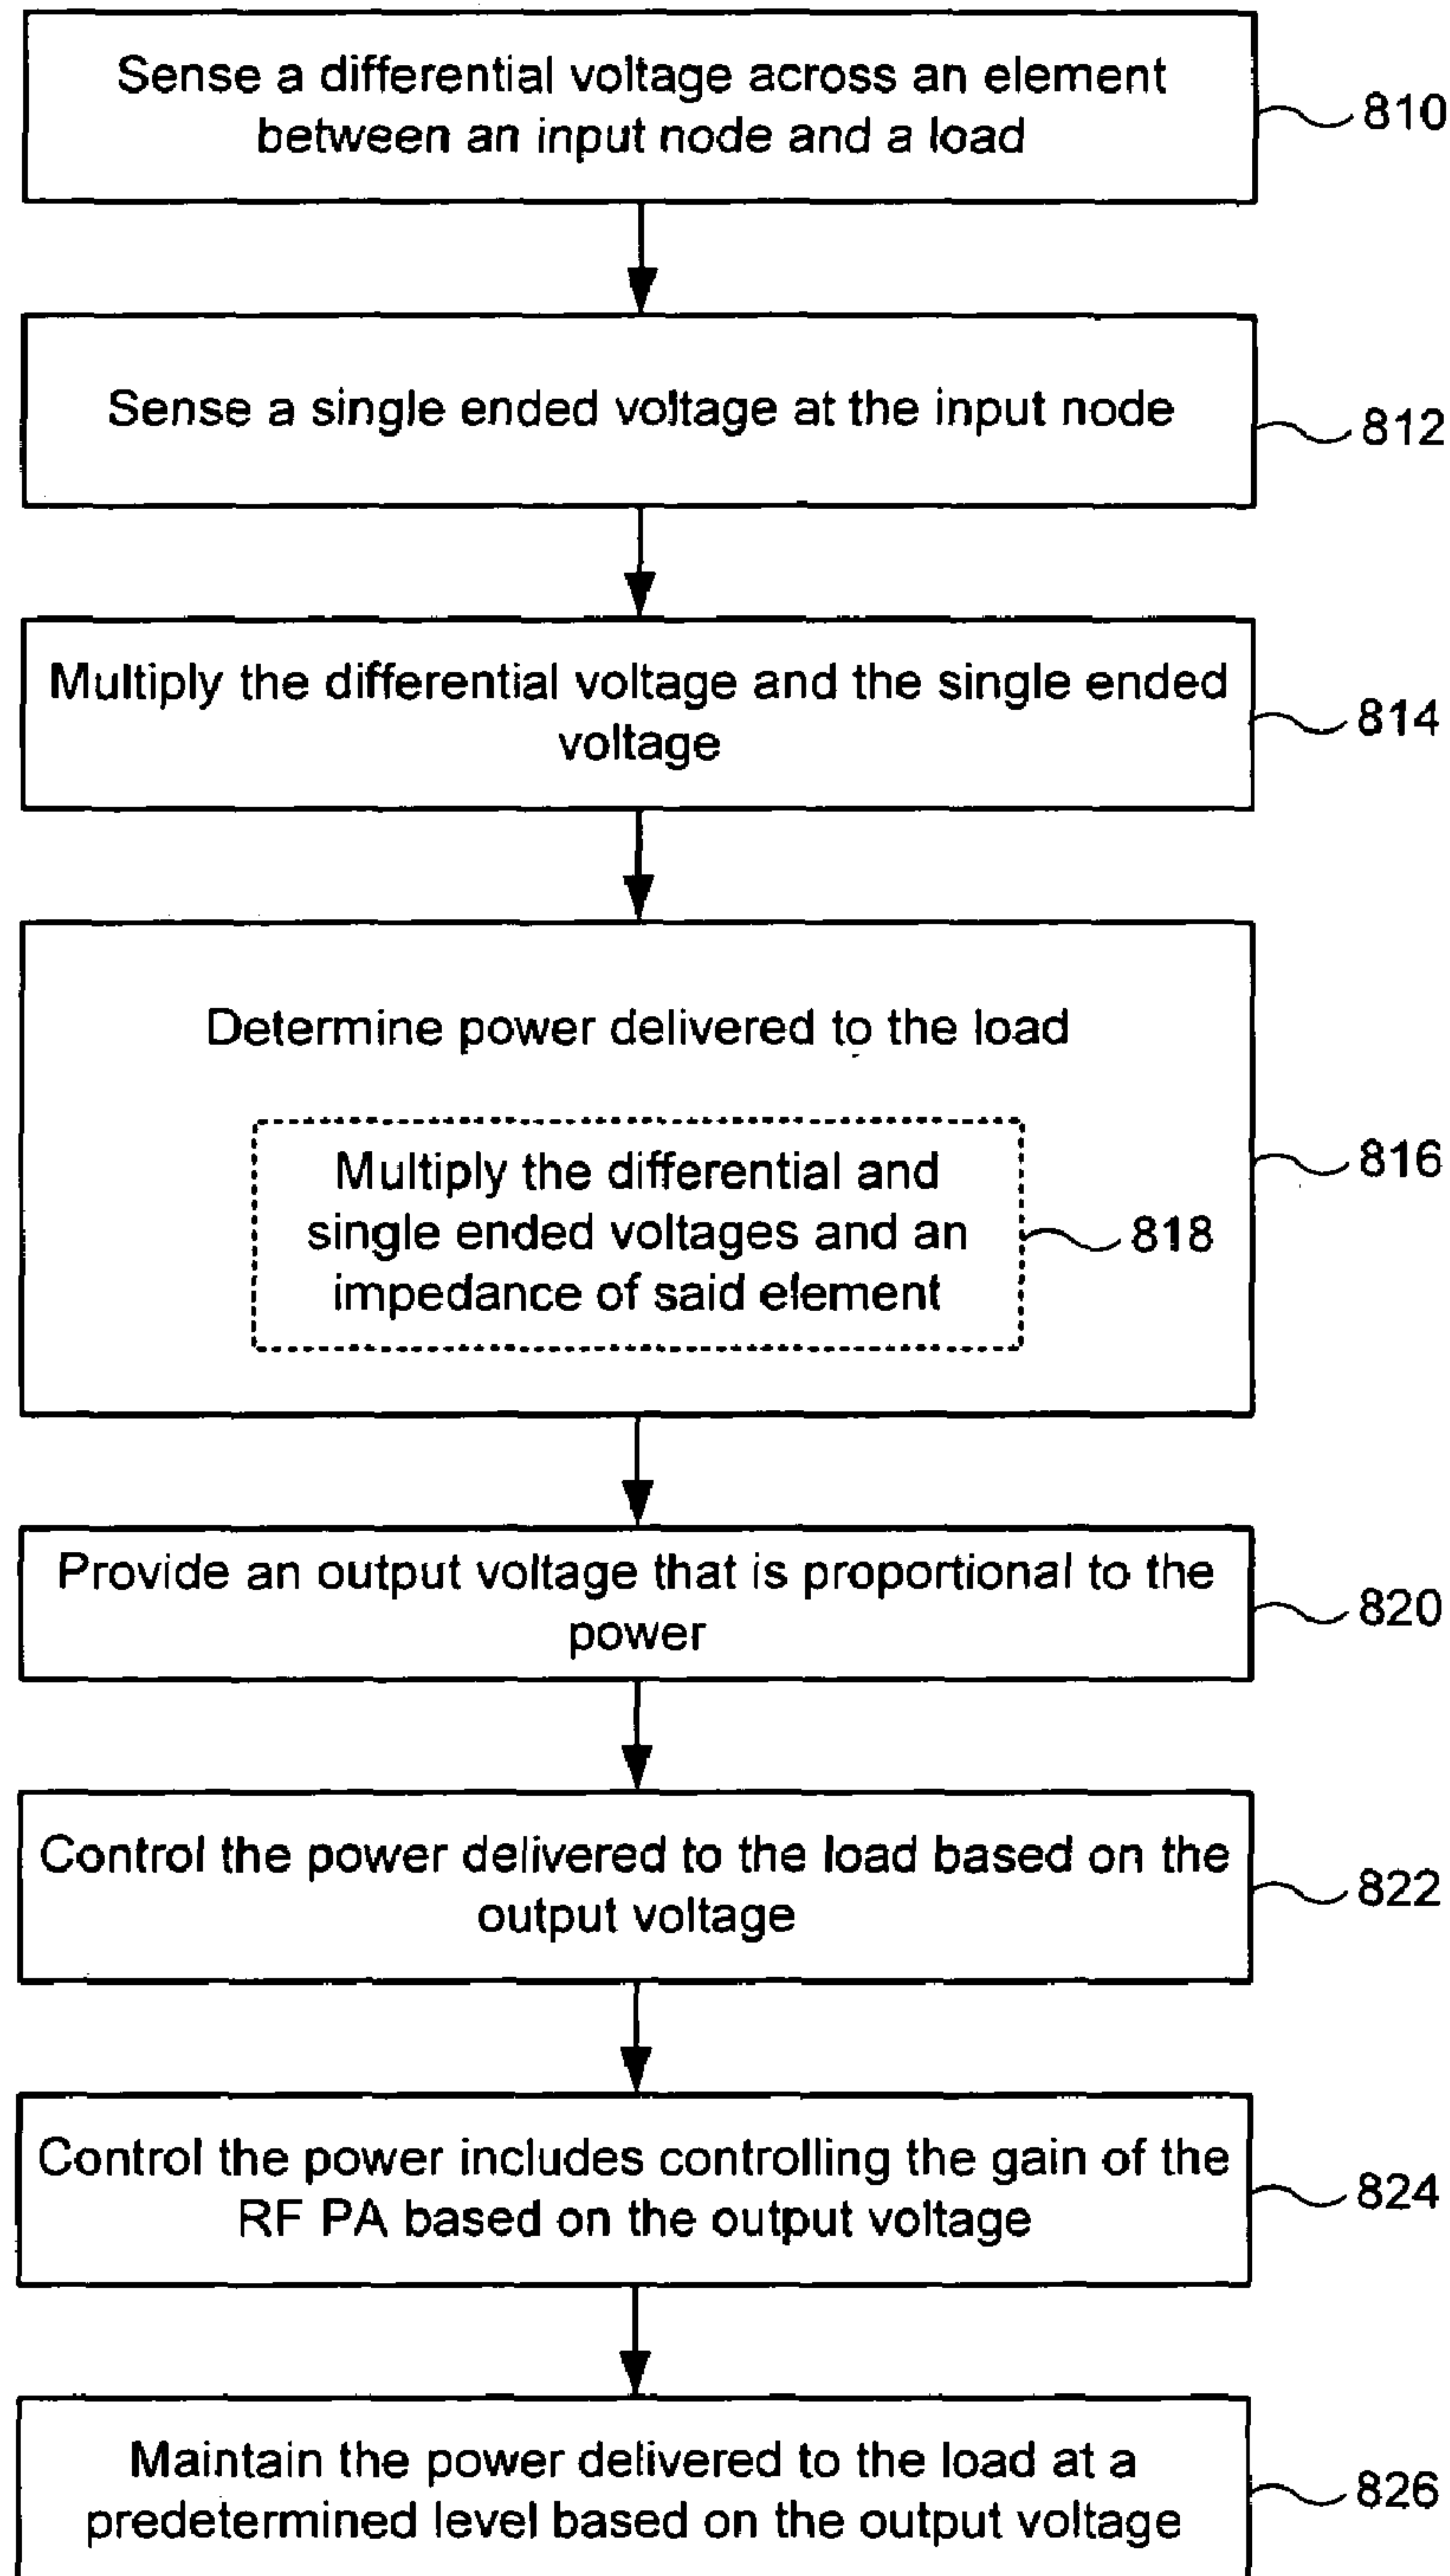 Sense a differential voltage across an element
between an input node and a load
810
Sense a single ended voltage at the input node
812
Multiply the differential voltage and the single ended
voltage
814
Determine power delivered to the load
816
Multiply the differential and
single ended voltages and an
impedance of said element
818
Provide an output voltage that is proportional to the
power
820
Control the power delivered to the load based on the
output voltage
822
Control the power includes controlling the gain of the
RF PA based on the output voltage
824
Maintain the power delivered to the load at a
predetermined level based on the output voltage
826